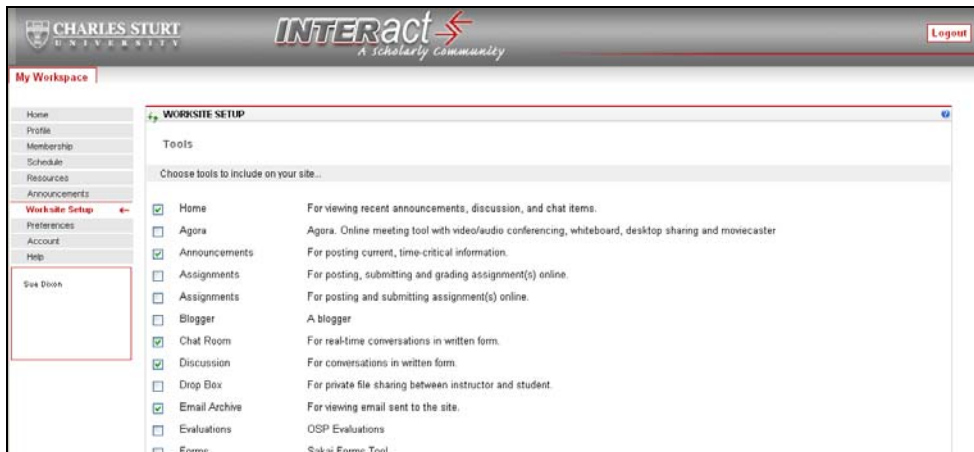 CHARLES STURT
UNIVERSITY
INTERact
A scholarly Community
Logout
My Workspace
Home
Profile
Membership
Schedule
Resources
Announcements
Worksite Setup
Preferences
Account
Help
Sue Dixon
WORKSITE SETUP
Tools
Choose tools to include on your site...
Home For viewing recent announcements, discussion, and chat items.
Agora Agora. Online meeting tool with video/audio conferencing, whiteboard, desktop sharing and moviecaster
Announcements For posting current, time-critical information.
Assignments For posting, submitting and grading assignment(s) online.
Assignments For posting and submitting assignment(s) online.
Blogger A blogger
Chat Room For real-time conversations in written form.
Discussion For conversations in written form.
Drop Box For private file sharing between instructor and student.
Email Archive For viewing email sent to the site.
Evaluations OSP Evaluations
Forms Sakai Forms Tool